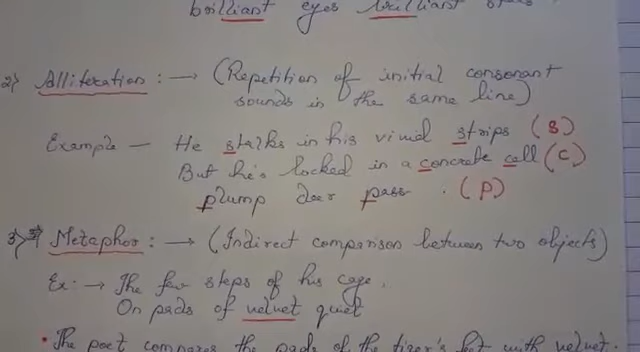 brilliant eyes brilliant stars
2) Alliteration : → (Repetition of initial consonant
sounds in the same line)
Example — He stalks in his vivid strips (S)
But he's locked in a concrete cell (C)
plump deer pass . (P)
3) Metaphor : → (Indirect comparison between two objects)
Ex : → The few steps of his cage,
On pads of velvet quiet
• The poet compares the pads of the tiger's feet with velvet.